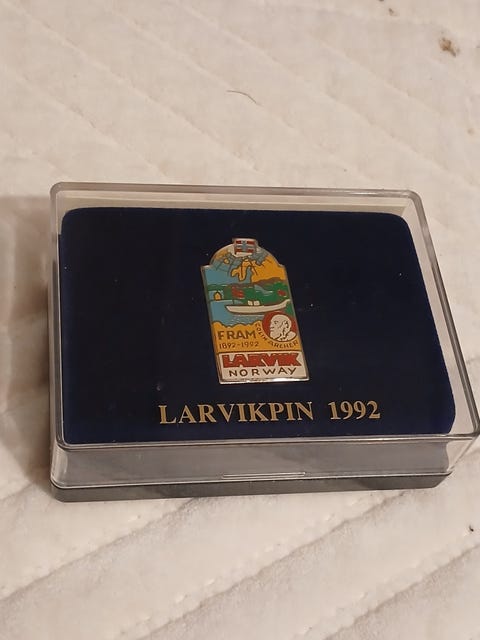 FRAM
1892-1992
COLIN ARCHER
LARVIK
NORWAY
LARVIKPIN 1992